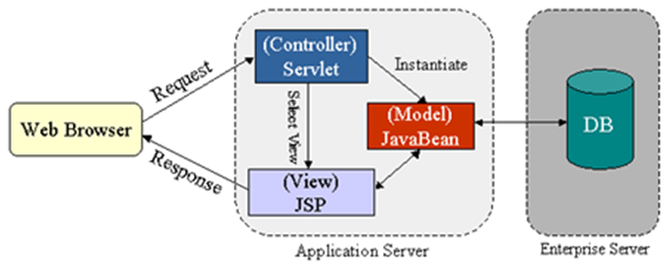 (Controller)
Servlet
Instantiate
Request
Select View
(Model)
JavaBean
DB
Web Browser
Response
(View)
JSP
Application Server
Enterprise Server